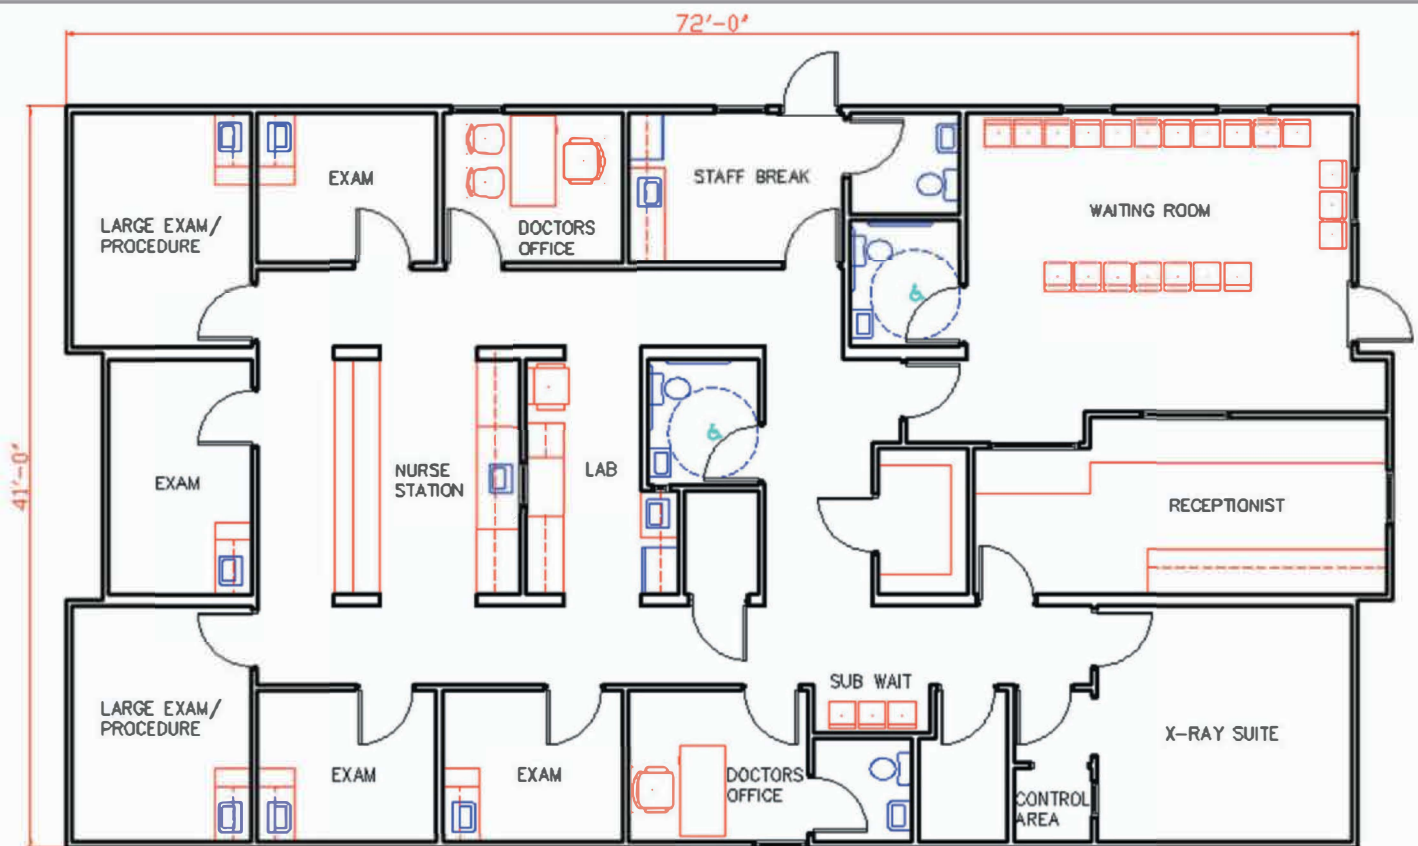 72'-0"
EXAM
STAFF BREAK
LARGE EXAM/
PROCEDURE
DOCTORS
OFFICE
WAITING ROOM
41'-0"
EXAM
NURSE
STATION
LAB
RECEPTIONIST
SUB WAIT
LARGE EXAM/
PROCEDURE
EXAM
EXAM
DOCTORS
OFFICE
X-RAY SUITE
CONTROL
AREA